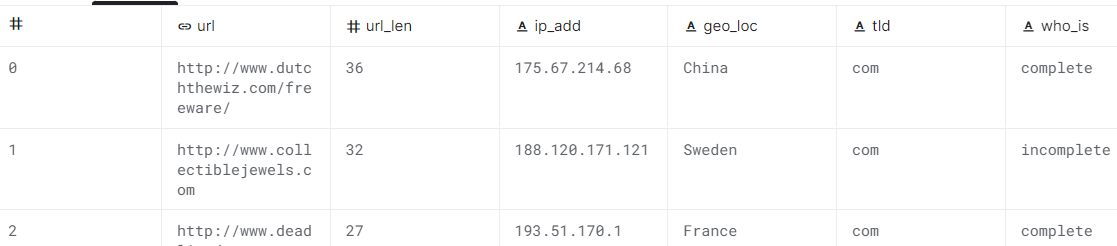 # url # url_len A ip_add A geo_loc A tld A who_is
0 http://www.dutc 36 175.67.214.68 China com complete
hthewiz.com/fre
eware/
1 http://www.coll 32 188.120.171.121 Sweden com incomplete
ectiblejewels.c
om
2 http://www.dead 27 193.51.170.1 France com complete